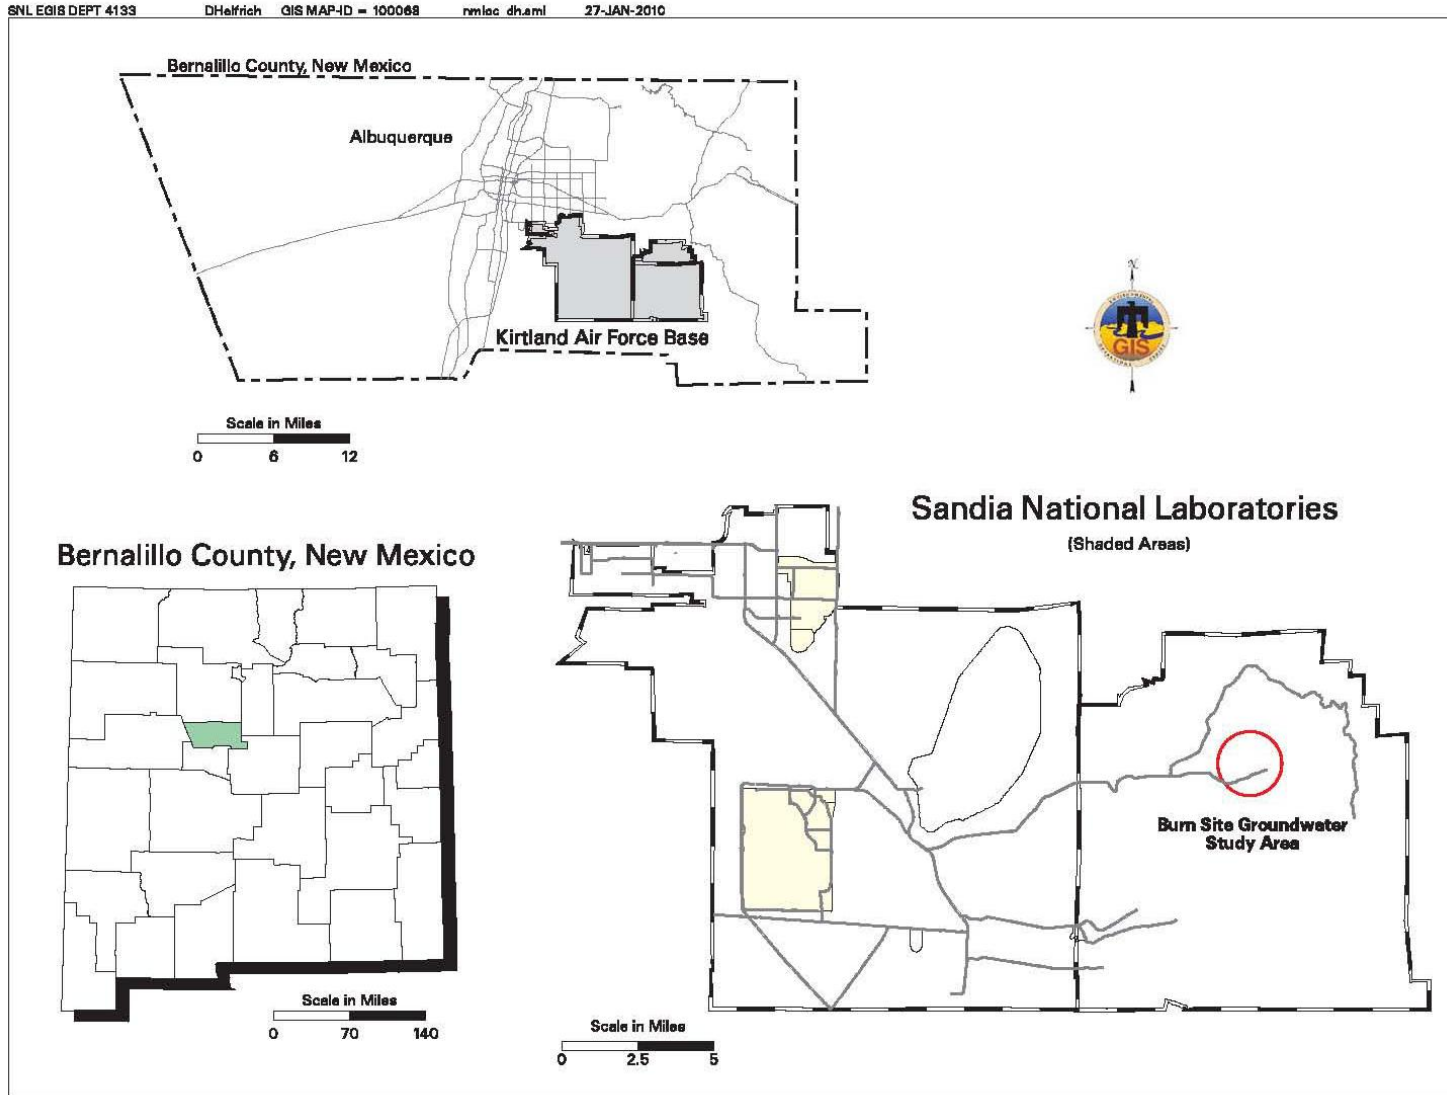 SNL EGIS DEPT 4133 DHelfrich GIS MAP-ID = 100068 nmloc_dh.aml 27-JAN-2010
Bernalillo County, New Mexico
Albuquerque
Kirtland Air Force Base
N
GIS
Scale in Miles
0 6 12
Sandia National Laboratories
(Shaded Areas)
Bernalillo County, New Mexico
Burn Site Groundwater
Study Area
Scale in Miles
0 70 140
Scale in Miles
0 2.5 5